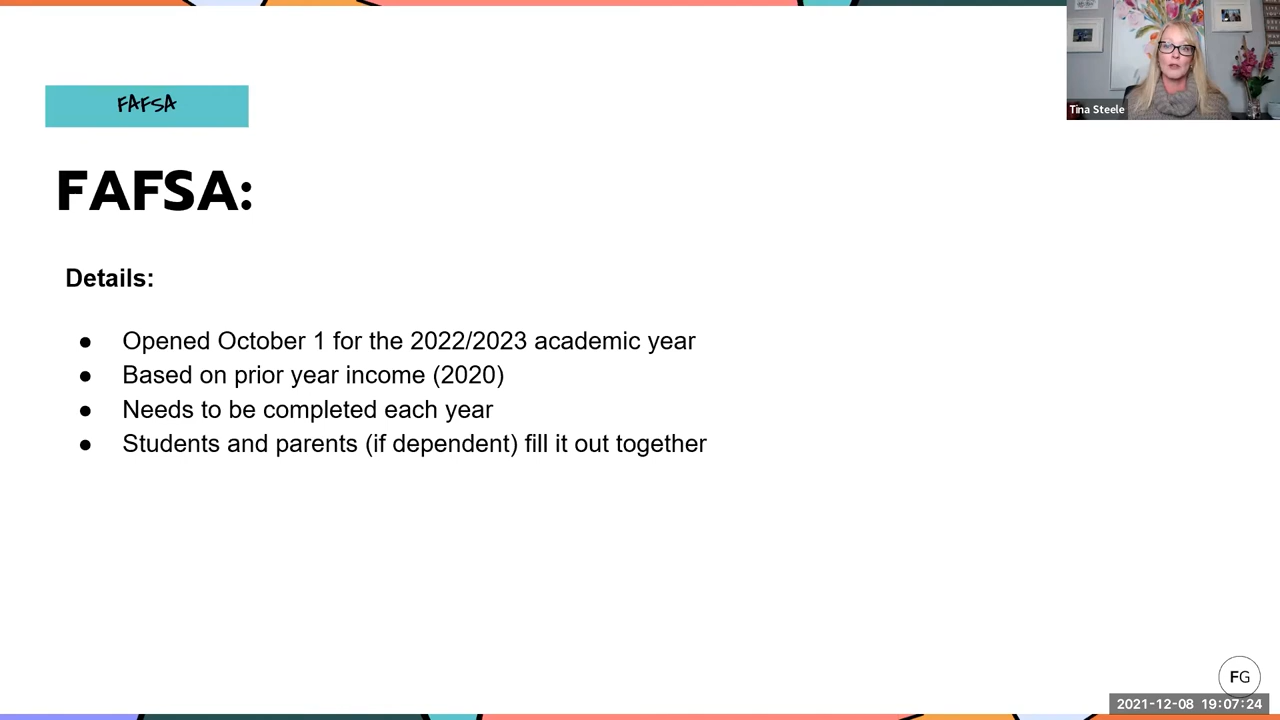 FAFSA
FAFSA:
Details:
● Opened October 1 for the 2022/2023 academic year
● Based on prior year income (2020)
● Needs to be completed each year
● Students and parents (if dependent) fill it out together
Tina Steele
FG
2021-12-08 19:07:24